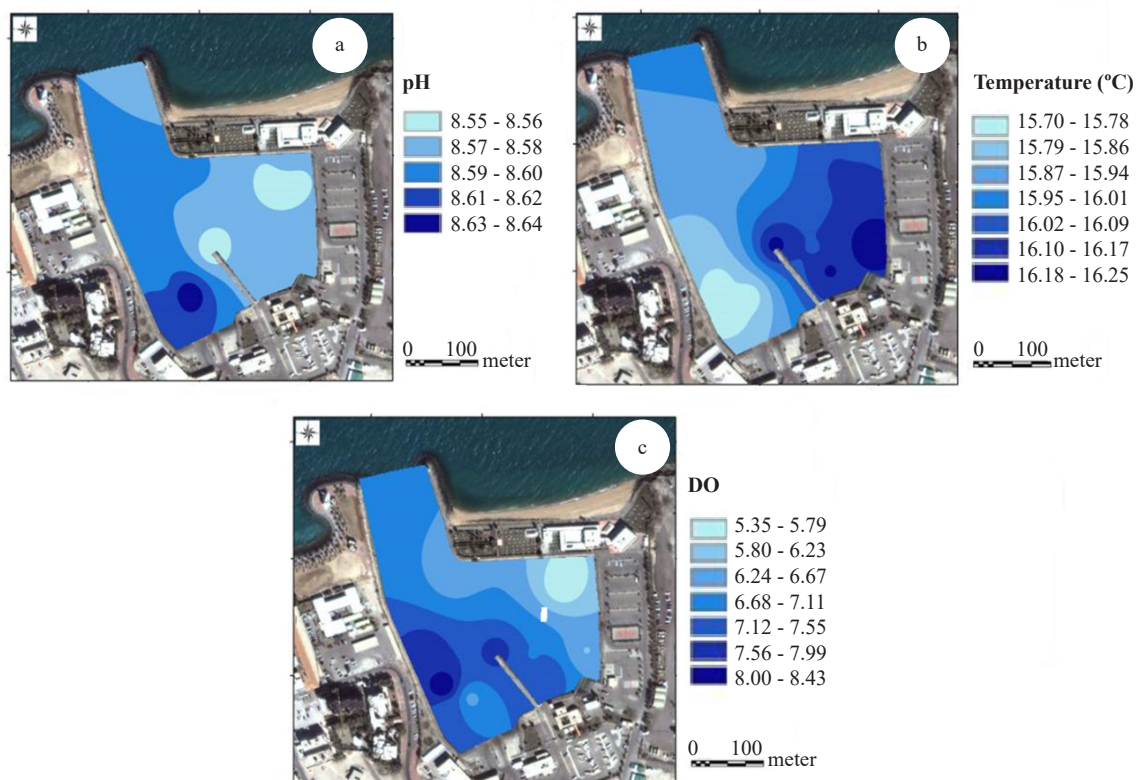 a
pH
8.55 - 8.56
8.57 - 8.58
8.59 - 8.60
8.61 - 8.62
8.63 - 8.64
0 100
meter
b
Temperature (ºC)
15.70 - 15.78
15.79 - 15.86
15.87 - 15.94
15.95 - 16.01
16.02 - 16.09
16.10 - 16.17
16.18 - 16.25
0 100
meter
c
DO
5.35 - 5.79
5.80 - 6.23
6.24 - 6.67
6.68 - 7.11
7.12 - 7.55
7.56 - 7.99
8.00 - 8.43
0 100
meter